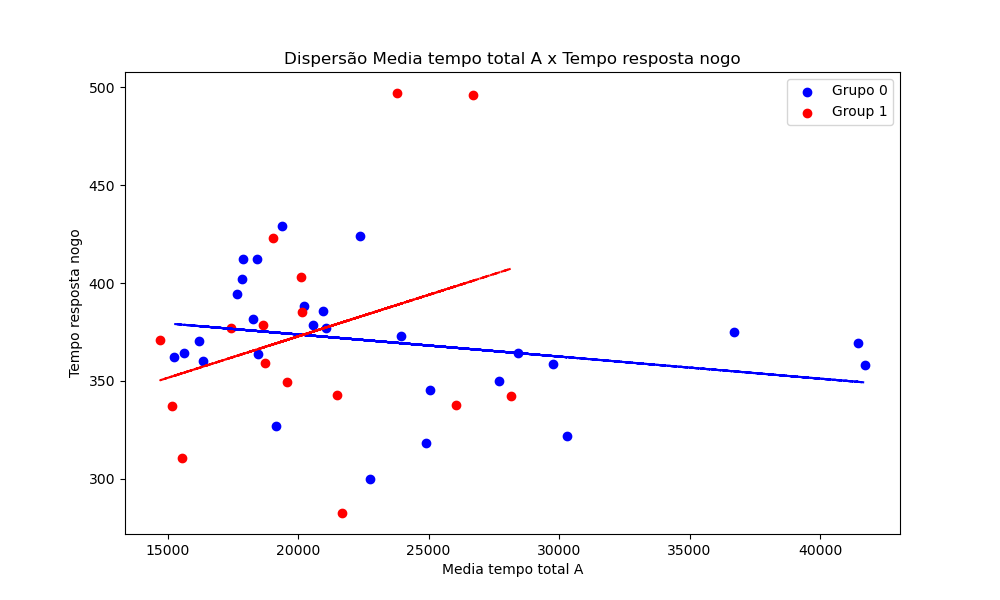 Dispersão Media tempo total A x Tempo resposta nogo
Grupo 0
Group 1
500
450
400
350
300
Tempo resposta nogo
15000
20000
25000
30000
35000
40000
Media tempo total A